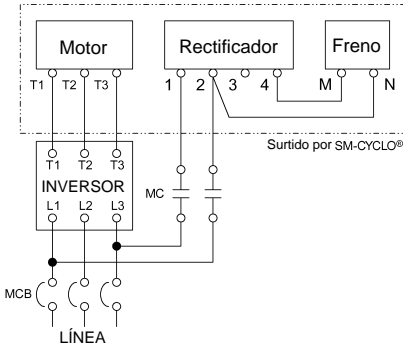 Motor Rectificador Freno
T1 T2 T3 1 2 3 4 M N
Surtido por SM-CYCLO®
T1 T2 T3
INVERSOR
L1 L2 L3
MC
MCB
LÍNEA